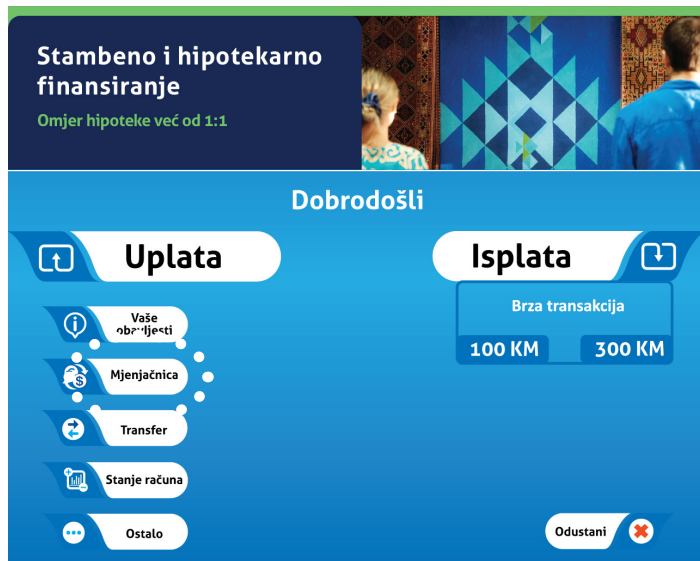 Stambeno i hipotekarno
finansiranje
Omjer hipoteke već od 1:1
Dobrodošli
Uplata
Isplata
Brza transakcija
100 KM
300 KM
Vaše
Mjenjačnica
Transfer
Stanje računa
Ostalo
Odustani